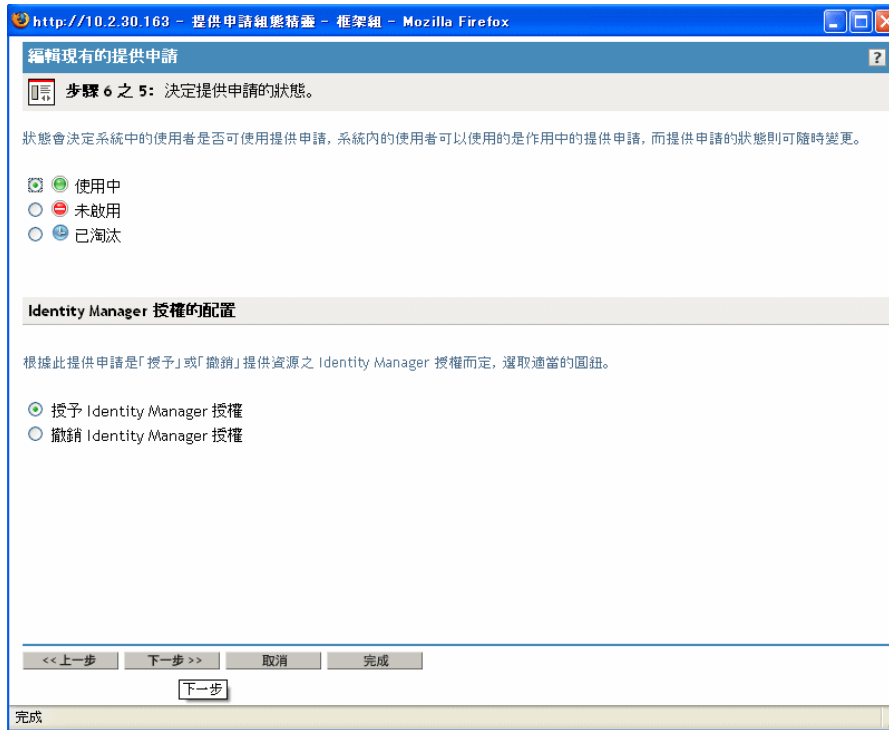 http://10.2.30.163 - 提供申請組態精靈 - 框架組 - Mozilla Firefox
編輯現有的提供申請
?
步驟 6 之 5: 決定提供申請的狀態。
狀態會決定系統中的使用者是否可使用提供申請, 系統內的使用者可以使用的是作用中的提供申請, 而提供申請的狀態則可隨時變更。
使用中
未啟用
已淘汰
Identity Manager 授權的配置
根據此提供申請是「授予」或「撤銷」提供資源之 Identity Manager 授權而定, 選取適當的圓鈕。
授予 Identity Manager 授權
撤銷 Identity Manager 授權
<< 上一步 下一步 >> 取消 完成
下一步
完成